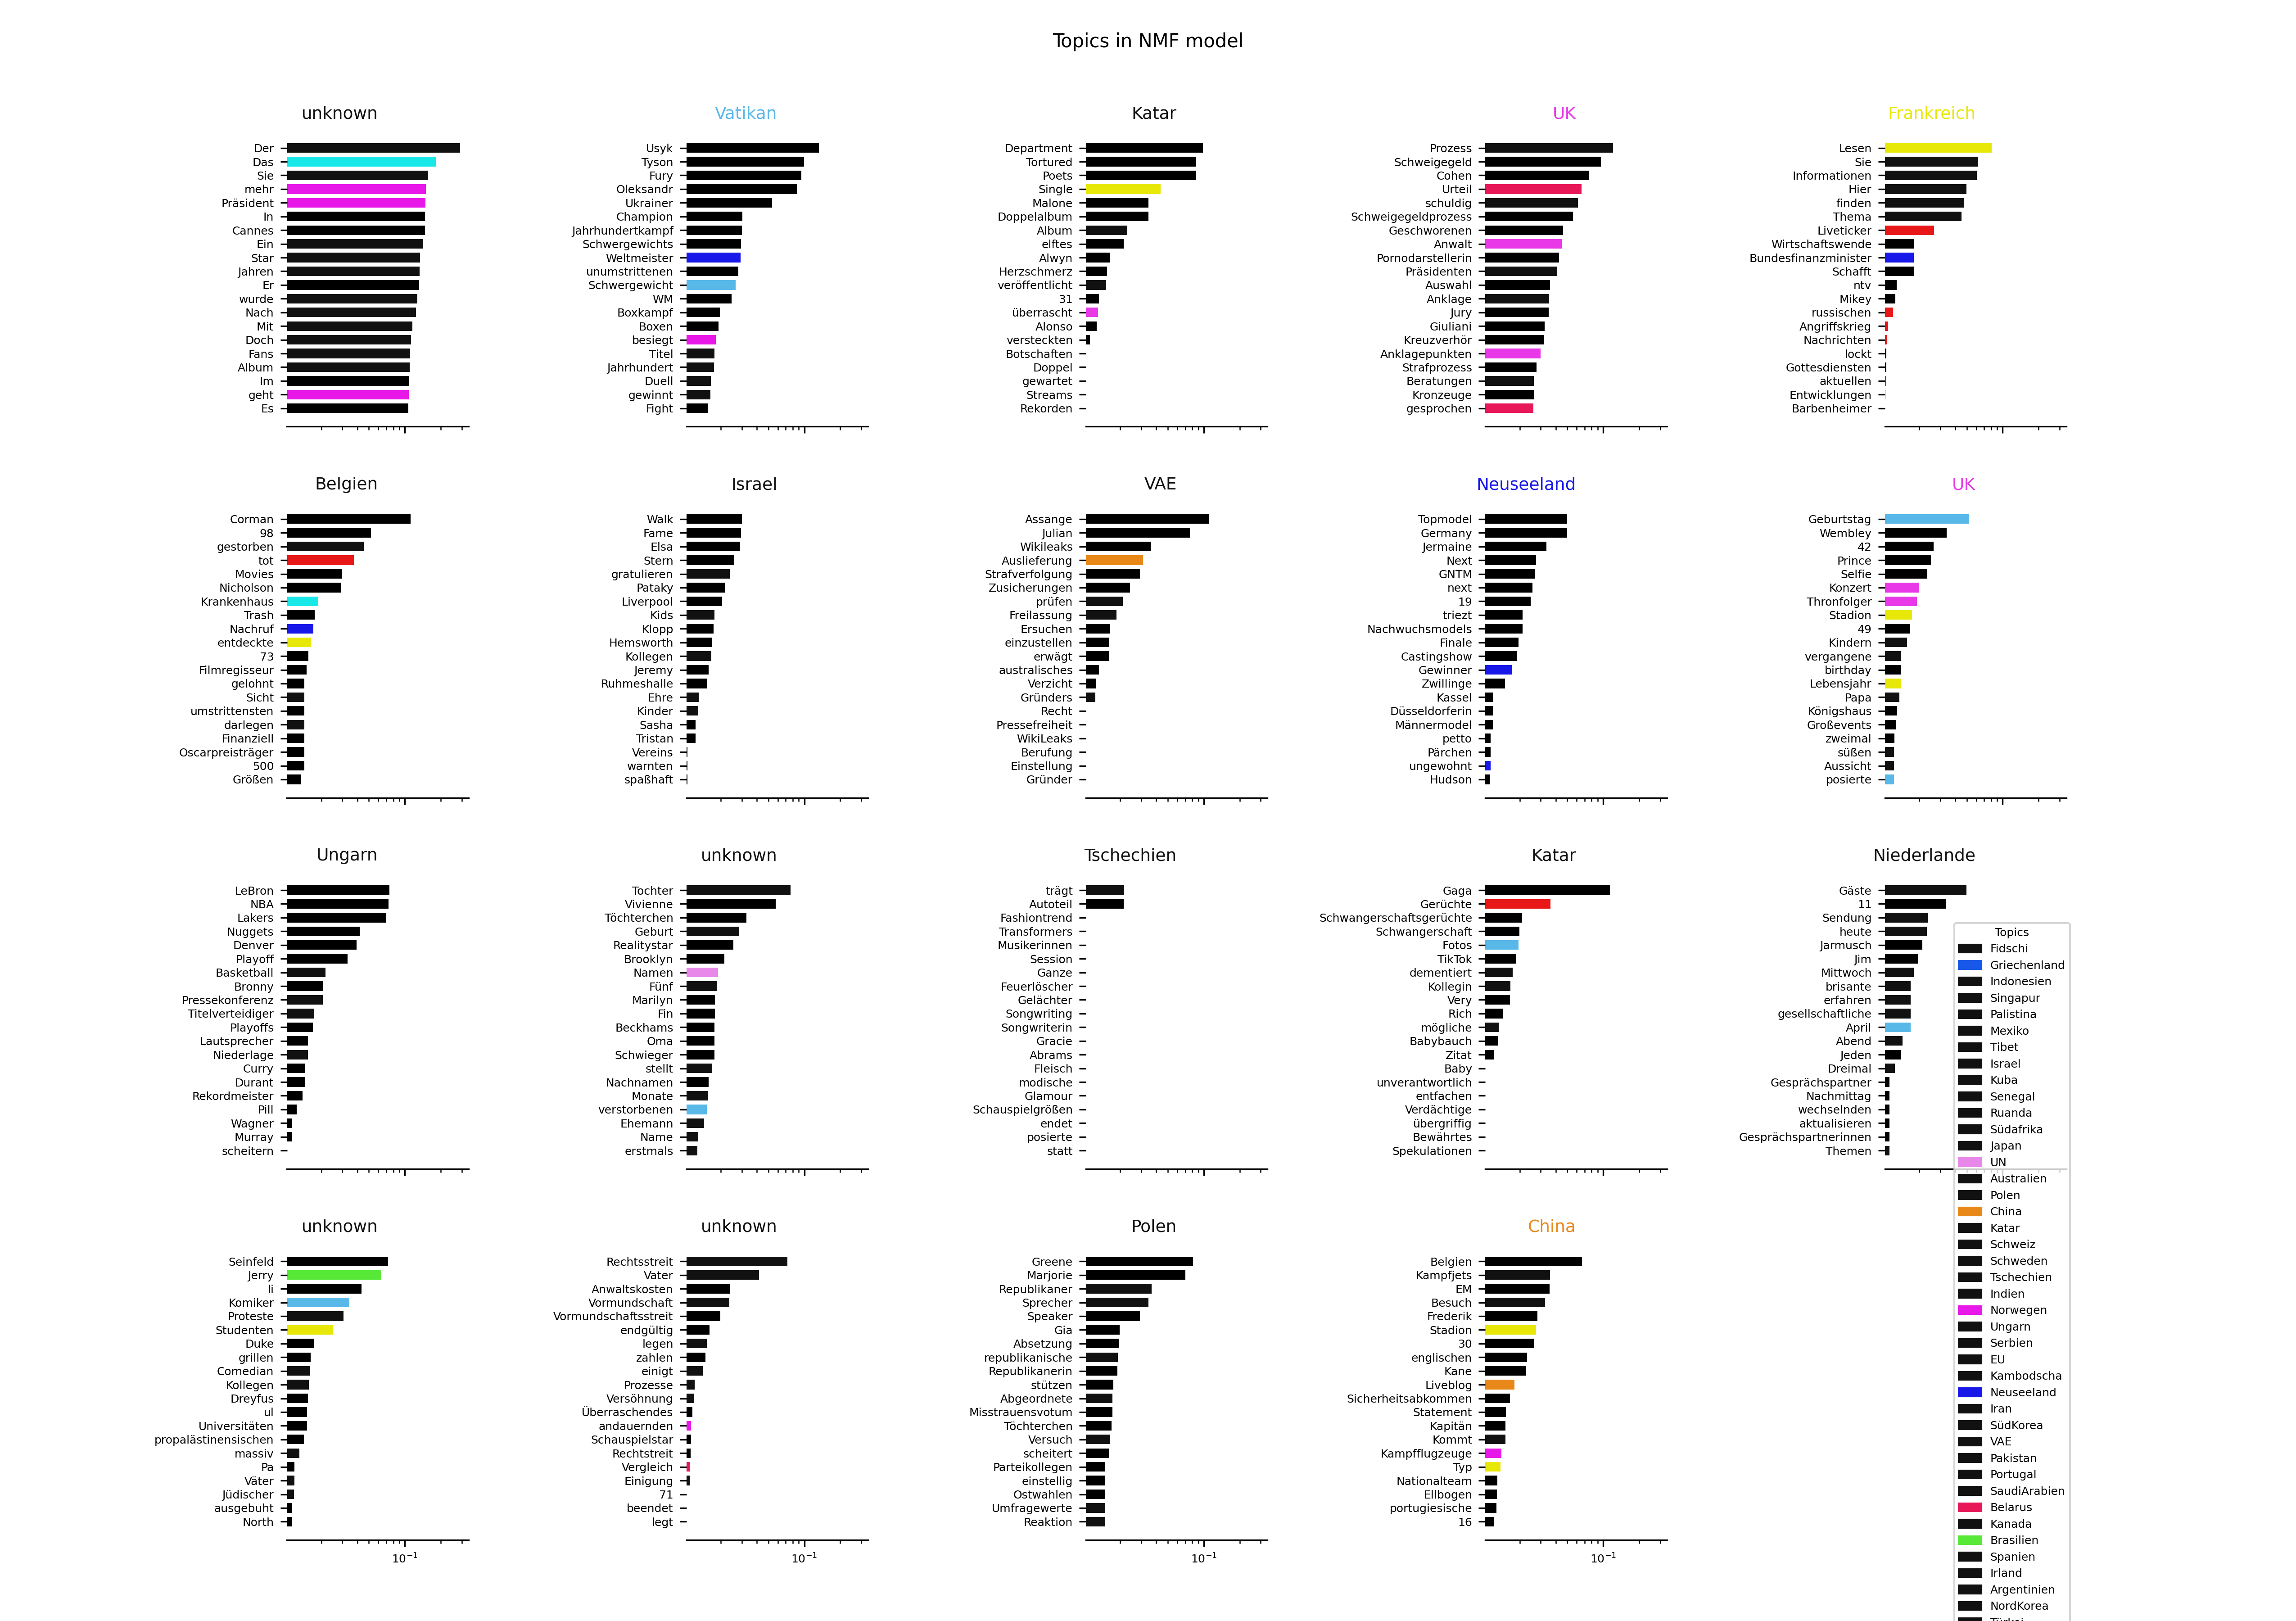 Topics in NMF model
unknown
Der
Das
Sie
mehr
Präsident
In
Cannes
Ein
Star
Jahren
Er
wurde
Nach
Mit
Doch
Fans
Album
Im
geht
Es
Vatikan
Usyk
Tyson
Fury
Oleksandr
Ukrainer
Champion
Jahrhundertkampf
Schwergewichts
Weltmeister
unumstrittenen
Schwergewicht
WM
Boxkampf
Boxen
besiegt
Titel
Jahrhundert
Duell
gewinnt
Fight
Katar
Department
Tortured
Poets
Single
Malone
Doppelalbum
Album
elftes
Alwyn
Herzschmerz
veröffentlicht
31
überrascht
Alonso
versteckten
Botschaften
Doppel
gewartet
Streams
Rekorden
UK
Prozess
Schweigegeld
Cohen
Urteil
schuldig
Schweigegeldprozess
Geschworenen
Anwalt
Pornodarstellerin
Präsidenten
Auswahl
Anklage
Jury
Giuliani
Kreuzverhör
Anklagepunkten
Strafprozess
Beratungen
Kronzeuge
gesprochen
Frankreich
Lesen
Sie
Informationen
Hier
finden
Thema
Liveticker
Wirtschaftswende
Bundesfinanzminister
Schafft
ntv
Mikey
russischen
Angriffskrieg
Nachrichten
lockt
Gottesdiensten
aktuellen
Entwicklungen
Barbenheimer
Belgien
Corman
98
gestorben
tot
Movies
Nicholson
Krankenhaus
Trash
Nachruf
entdeckte
73
Filmregisseur
gelohnt
Sicht
umstrittensten
darlegen
Finanziell
Oscarpreisträger
500
Größen
Israel
Walk
Fame
Elsa
Stern
gratulieren
Pataky
Liverpool
Kids
Klopp
Hemsworth
Kollegen
Jeremy
Ruhmeshalle
Ehre
Kinder
Sasha
Tristan
Vereins
warnten
spaßhaft
VAE
Assange
Julian
Wikileaks
Auslieferung
Strafverfolgung
Zusicherungen
prüfen
Freilassung
Ersuchen
einzustellen
erwägt
australisches
Verzicht
Gründers
Recht
Pressefreiheit
WikiLeaks
Berufung
Einstellung
Gründer
Neuseeland
Topmodel
Germany
Jermaine
Next
GNTM
next
19
triezt
Nachwuchsmodels
Finale
Castingshow
Gewinner
Zwillinge
Kassel
Düsseldorferin
Männermodel
petto
Pärchen
ungewohnt
Hudson
UK
Geburtstag
Wembley
42
Prince
Selfie
Konzert
Thronfolger
Stadion
49
Kindern
vergangene
birthday
Lebensjahr
Papa
Königshaus
Großevents
zweimal
süßen
Aussicht
posierte
Ungarn
LeBron
NBA
Lakers
Nuggets
Denver
Playoff
Basketball
Bronny
Pressekonferenz
Titelverteidiger
Playoffs
Lautsprecher
Niederlage
Curry
Durant
Rekordmeister
Pill
Wagner
Murray
scheitern
unknown
Tochter
Vivienne
Töchterchen
Geburt
Realitystar
Brooklyn
Namen
Fünf
Marilyn
Fin
Beckhams
Oma
Schwieger
stellt
Nachnamen
Monate
verstorbenen
Ehemann
Name
erstmals
Tschechien
trägt
Autoteil
Fashiontrend
Transformers
Musikerinnen
Session
Ganze
Feuerlöscher
Gelächter
Songwriting
Songwriterin
Gracie
Abrams
Fleisch
modische
Glamour
Schauspielgrößen
endet
posierte
statt
Katar
Gaga
Gerüchte
Schwangerschaftsgerüchte
Schwangerschaft
Fotos
TikTok
dementiert
Kollegin
Very
Rich
mögliche
Babybauch
Zitat
Baby
unverantwortlich
entfachen
Verdächtige
übergriffig
Bewährtes
Spekulationen
Niederlande
Gäste
11
Sendung
heute
Jarmusch
Jim
Mittwoch
brisante
erfahren
gesellschaftliche
April
Abend
Jeden
Dreimal
Gesprächspartner
Nachmittag
wechselnden
aktualisieren
Gesprächspartnerinnen
Themen
unknown
Seinfeld
Jerry
li
Komiker
Proteste
Studenten
Duke
grillen
Comedian
Kollegen
Dreyfus
ul
Universitäten
propalästinensischen
massiv
Pa
Väter
Jüdischer
ausgebuht
North
10⁻¹
unknown
Rechtsstreit
Vater
Anwaltskosten
Vormundschaft
Vormundschaftsstreit
endgültig
legen
zahlen
einigt
Prozesse
Versöhnung
Überraschendes
andauernden
Schauspielstar
Rechtstreit
Vergleich
Einigung
71
beendet
legt
10⁻¹
Polen
Greene
Marjorie
Republikaner
Sprecher
Speaker
Gia
Absetzung
republikanische
Republikanerin
stützen
Abgeordnete
Misstrauensvotum
Töchterchen
Versuch
scheitert
Parteikollegen
einstellig
Ostwahlen
Umfragewerte
Reaktion
10⁻¹
China
Belgien
Kampfjets
EM
Besuch
Frederik
Stadion
30
englischen
Kane
Liveblog
Sicherheitsabkommen
Statement
Kapitän
Kommt
Kampfflugzeuge
Typ
Nationalteam
Ellbogen
portugiesische
16
10⁻¹
Topics
Fidschi
Griechenland
Indonesien
Singapur
Palistina
Mexiko
Tibet
Israel
Kuba
Senegal
Ruanda
Südafrika
Japan
UN
Australien
Polen
China
Katar
Schweiz
Schweden
Tschechien
Indien
Norwegen
Ungarn
Serbien
EU
Kambodscha
Neuseeland
Iran
SüdKorea
VAE
Pakistan
Portugal
SaudiArabien
Belarus
Kanada
Brasilien
Spanien
Irland
Argentinien
NordKorea